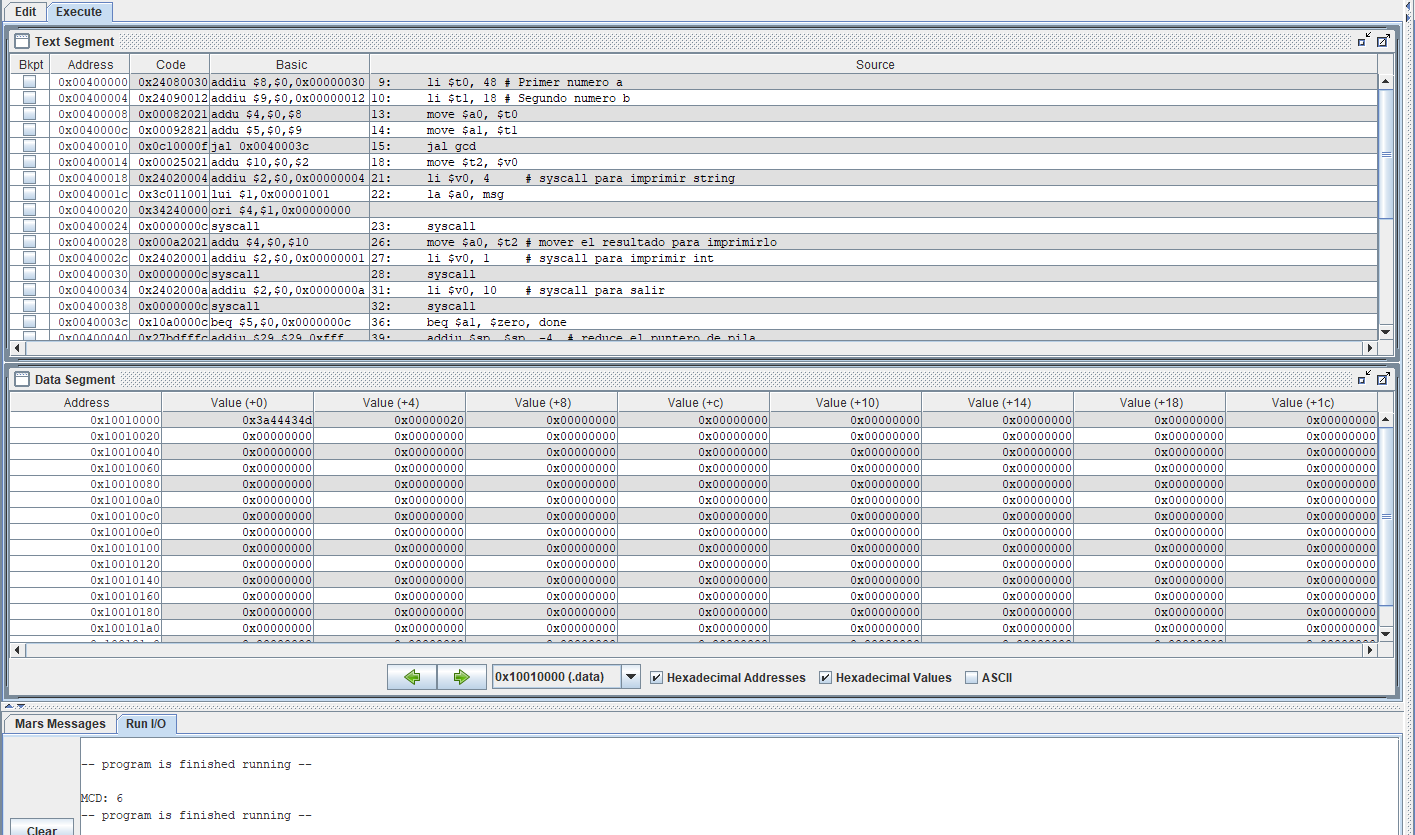 Edit Execute
Text Segment
Bkpt Address Code Basic Source
0x00400000 0x24080030 addiu $8,$0,0x00000030 9: li $t0, 48 # Primer numero a
0x00400004 0x24090012 addiu $9,$0,0x00000012 10: li $t1, 18 # Segundo numero b
0x00400008 0x00082021 addu $4,$0,$8 13: move $a0, $t0
0x0040000c 0x00092821 addu $5,$0,$9 14: move $a1, $t1
0x00400010 0x0c10000f jal 0x0040003c 15: jal gcd
0x00400014 0x00025021 addu $10,$0,$2 18: move $t2, $v0
0x00400018 0x24020004 addiu $2,$0,0x00000004 21: li $v0, 4 # syscall para imprimir string
0x0040001c 0x3c011001 lui $1,0x00001001 22: la $a0, msg
0x00400020 0x34240000 ori $4,$1,0x00000000
0x00400024 0x0000000c syscall 23: syscall
0x00400028 0x000a2021 addu $4,$0,$10 26: move $a0, $t2 # mover el resultado para imprimirlo
0x0040002c 0x24020001 addiu $2,$0,0x00000001 27: li $v0, 1 # syscall para imprimir int
0x00400030 0x0000000c syscall 28: syscall
0x00400034 0x2402000a addiu $2,$0,0x0000000a 31: li $v0, 10 # syscall para salir
0x00400038 0x0000000c syscall 32: syscall
0x0040003c 0x10a0000c beq $5,$0,0x0000000c 36: beq $a1, $zero, done
0x00400040 0x27bdfffc addiu $29,$29,0xfff 39: addiu $sp, $sp, -4 # reduce el puntero de pila
Data Segment
Address Value (+0) Value (+4) Value (+8) Value (+c) Value (+10) Value (+14) Value (+18) Value (+1c)
0x10010000 0x3a44434d 0x00000020 0x00000000 0x00000000 0x00000000 0x00000000 0x00000000 0x00000000
0x10010020 0x00000000 0x00000000 0x00000000 0x00000000 0x00000000 0x00000000 0x00000000 0x00000000
0x10010040 0x00000000 0x00000000 0x00000000 0x00000000 0x00000000 0x00000000 0x00000000 0x00000000
0x10010060 0x00000000 0x00000000 0x00000000 0x00000000 0x00000000 0x00000000 0x00000000 0x00000000
0x10010080 0x00000000 0x00000000 0x00000000 0x00000000 0x00000000 0x00000000 0x00000000 0x00000000
0x100100a0 0x00000000 0x00000000 0x00000000 0x00000000 0x00000000 0x00000000 0x00000000 0x00000000
0x100100c0 0x00000000 0x00000000 0x00000000 0x00000000 0x00000000 0x00000000 0x00000000 0x00000000
0x100100e0 0x00000000 0x00000000 0x00000000 0x00000000 0x00000000 0x00000000 0x00000000 0x00000000
0x10010100 0x00000000 0x00000000 0x00000000 0x00000000 0x00000000 0x00000000 0x00000000 0x00000000
0x10010120 0x00000000 0x00000000 0x00000000 0x00000000 0x00000000 0x00000000 0x00000000 0x00000000
0x10010140 0x00000000 0x00000000 0x00000000 0x00000000 0x00000000 0x00000000 0x00000000 0x00000000
0x10010160 0x00000000 0x00000000 0x00000000 0x00000000 0x00000000 0x00000000 0x00000000 0x00000000
0x10010180 0x00000000 0x00000000 0x00000000 0x00000000 0x00000000 0x00000000 0x00000000 0x00000000
0x100101a0 0x00000000 0x00000000 0x00000000 0x00000000 0x00000000 0x00000000 0x00000000 0x00000000
0x10010000 (.data) Hexadecimal Addresses Hexadecimal Values ASCII
Mars Messages Run I/O
-- program is finished running --
MCD: 6
-- program is finished running --
Clear